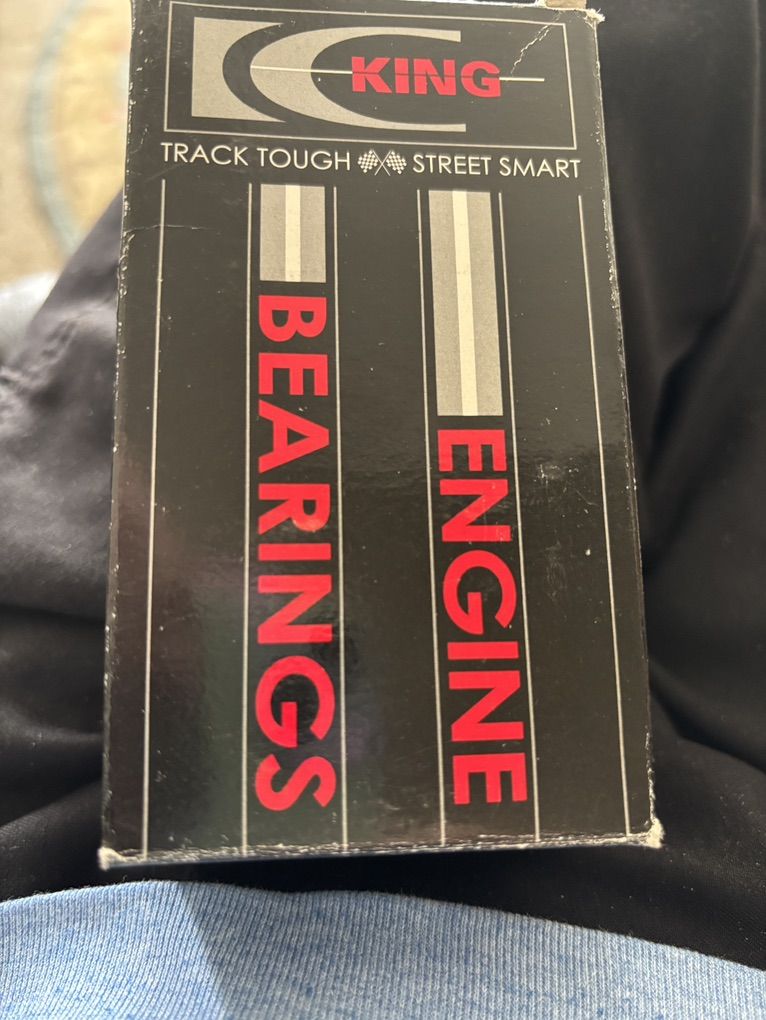 KING
TRACK TOUGH STREET SMART
ENGINE
BEARINGS